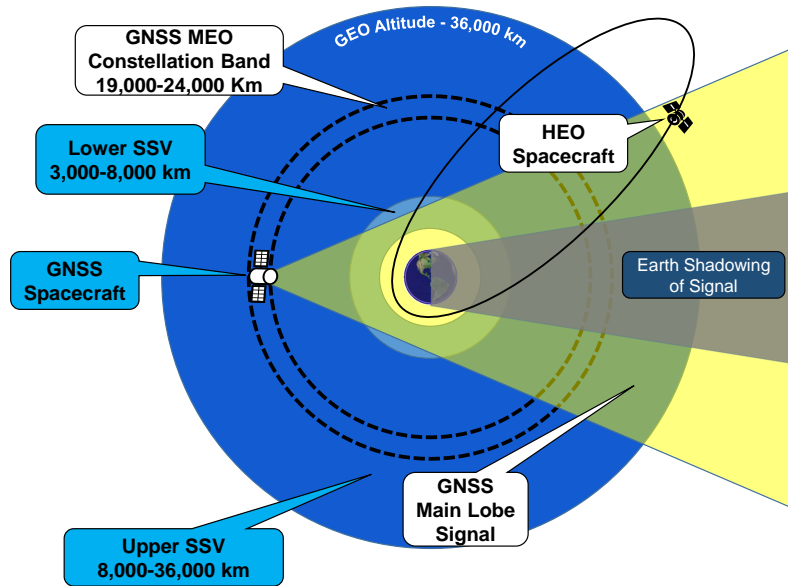 GEO Altitude - 36,000 km
GNSS MEO
Constellation Band
19,000-24,000 Km
Lower SSV
3,000-8,000 km
HEO
Spacecraft
GNSS
Spacecraft
Earth Shadowing
of Signal
GNSS
Main Lobe
Signal
Upper SSV
8,000-36,000 km